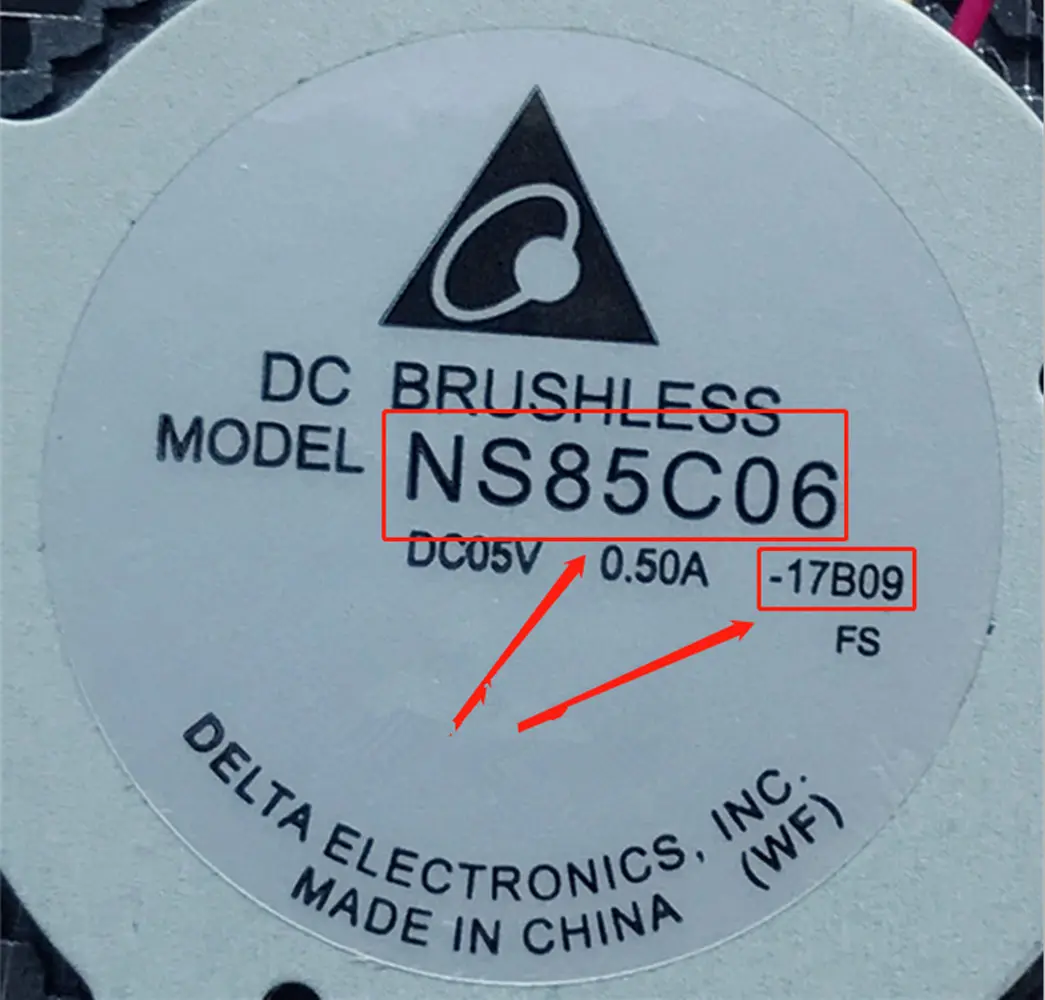 DC BRUSHLESS
MODEL NS85C06
DC05V 0.50A -17B09
FS
DELTA ELECTRONICS, INC.
MADE IN CHINA (WF)